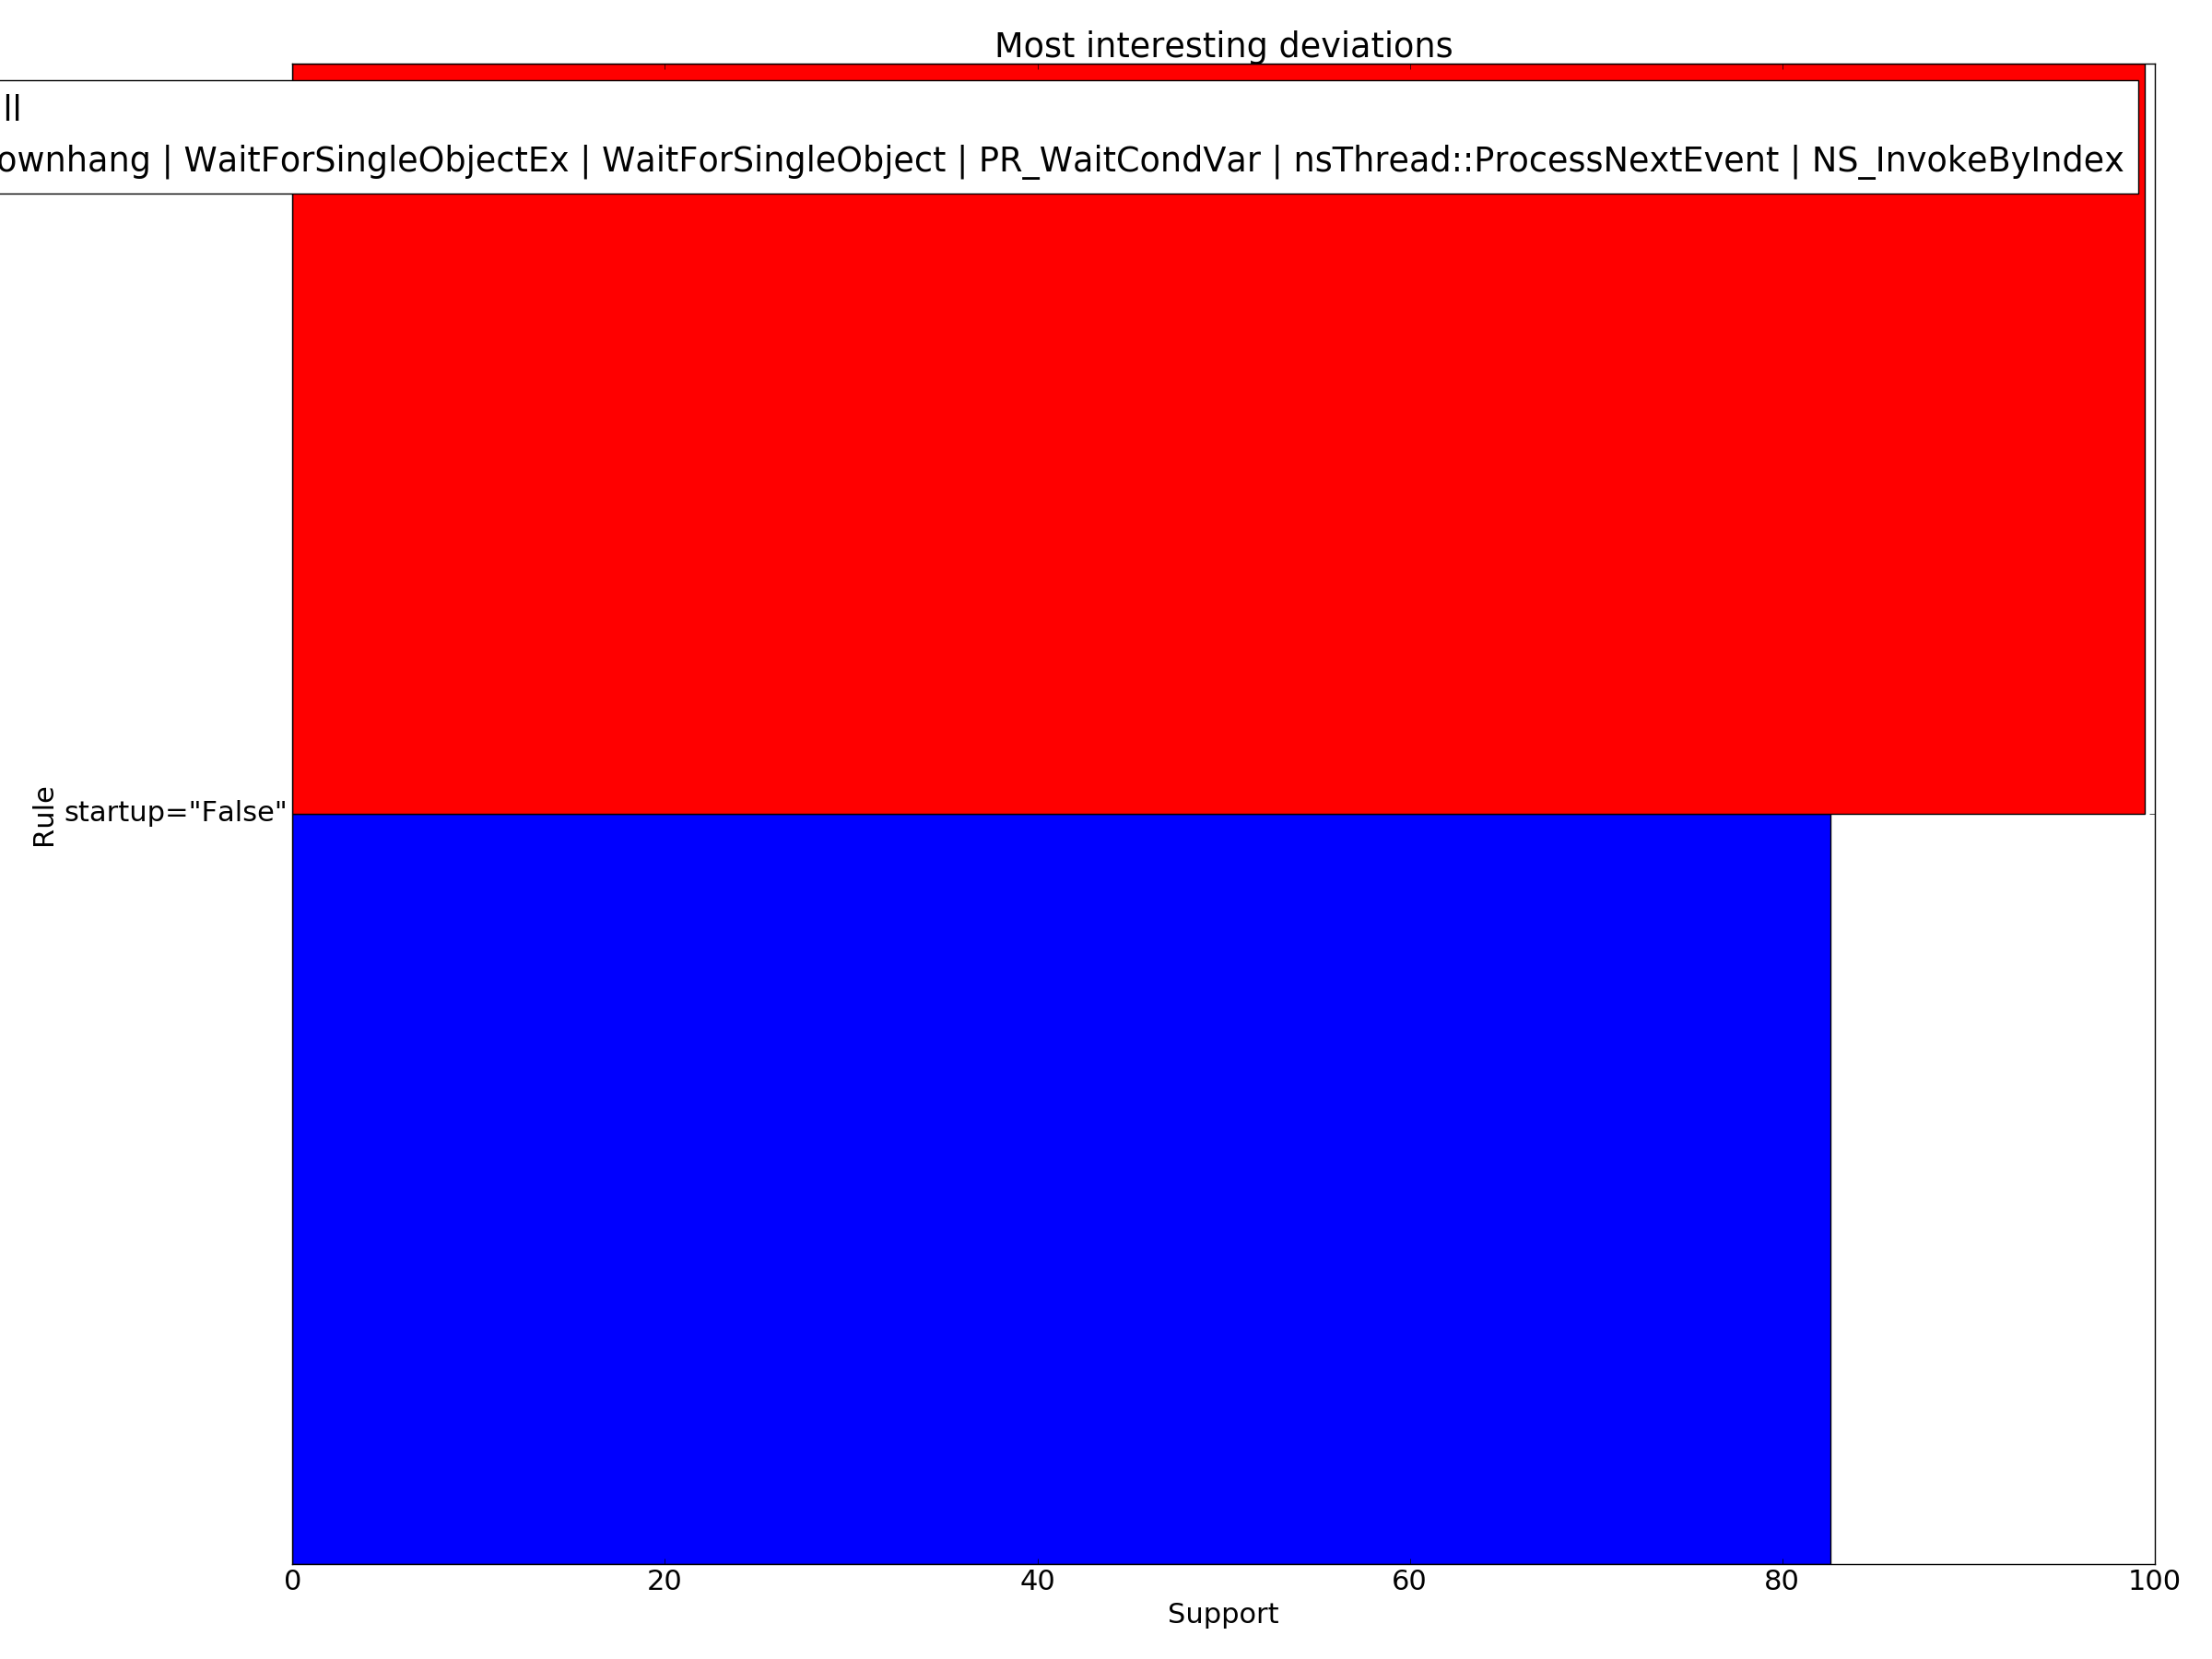 Most interesting deviations
ll
ownhang | WaitForSingleObjectEx | WaitForSingleObject | PR_WaitCondVar | nsThread::ProcessNextEvent | NS_InvokeByIndex
Rule
startup="False"
0 20 40 60 80 100
Support